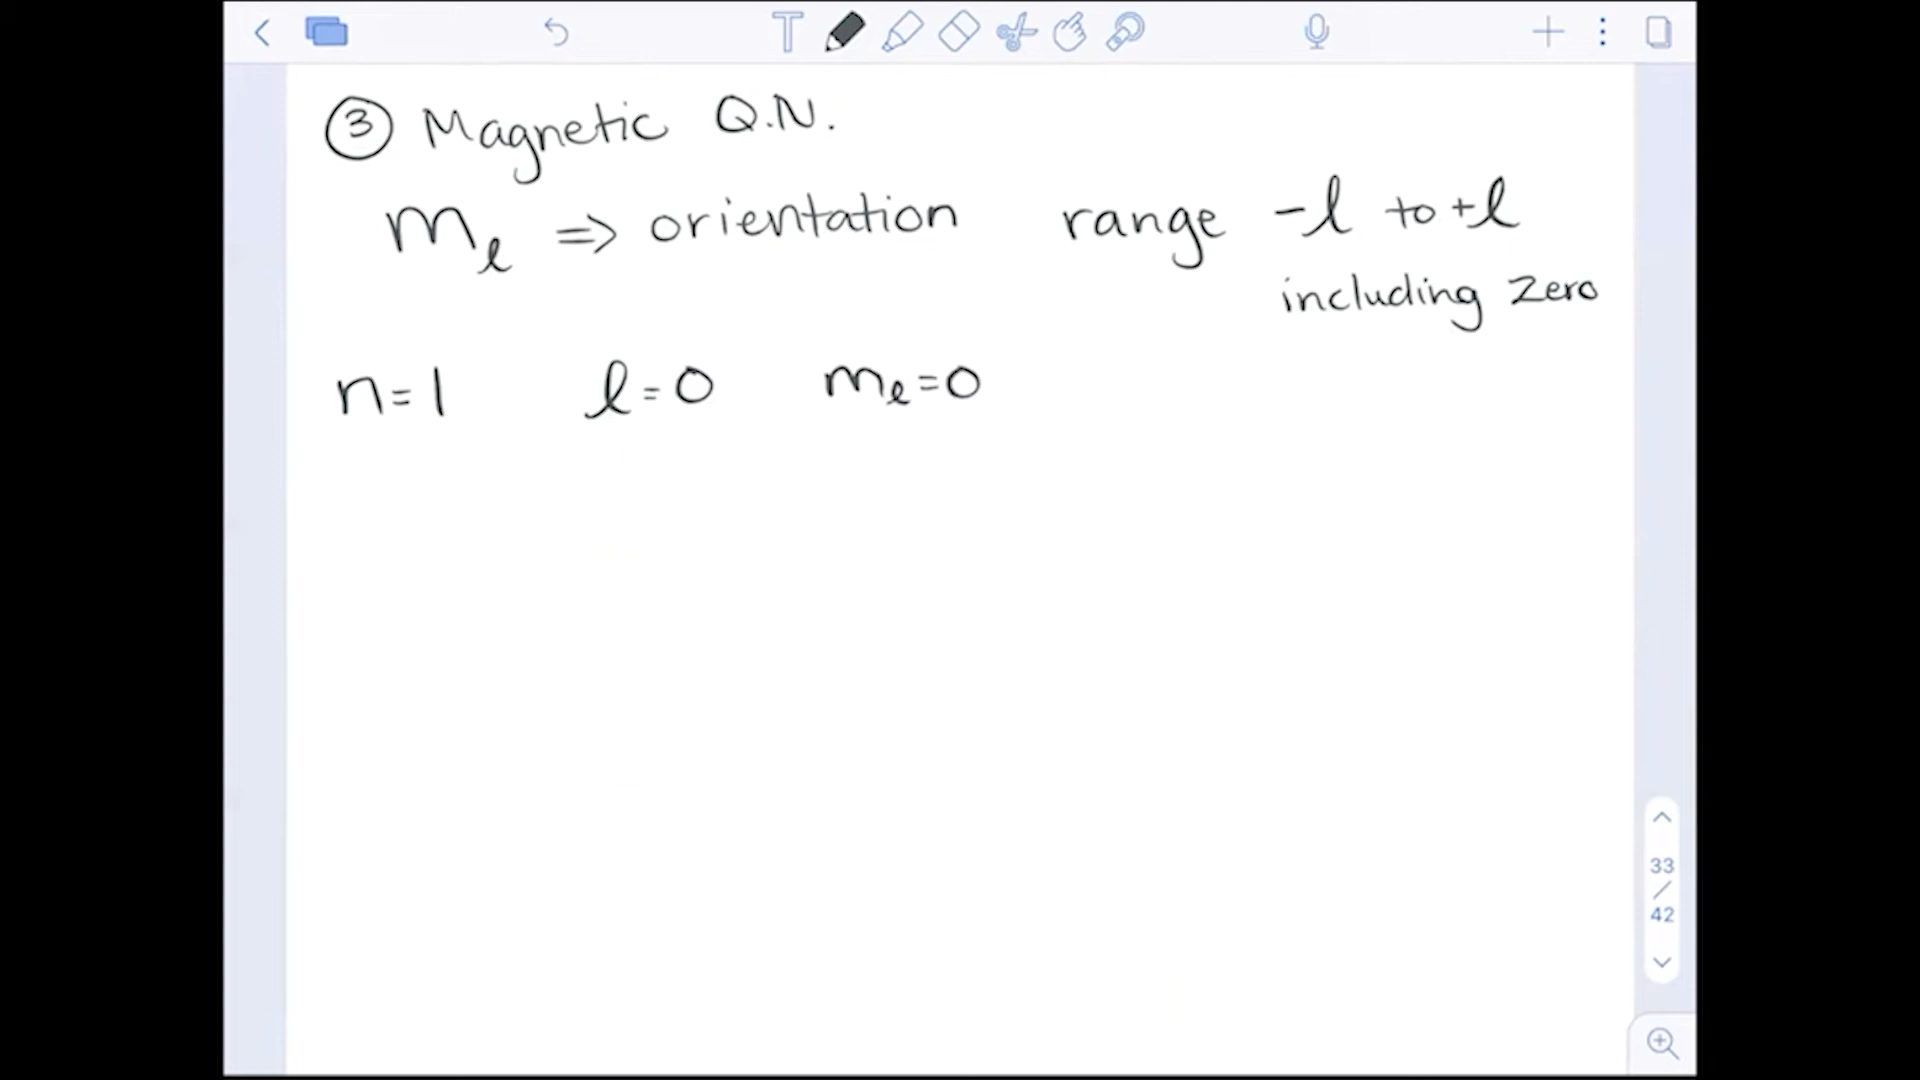 ③ Magnetic Q.N.
mℓ ⇒ orientation range -ℓ to +ℓ
including zero
n=1 ℓ=0 mℓ=0
33
/
42